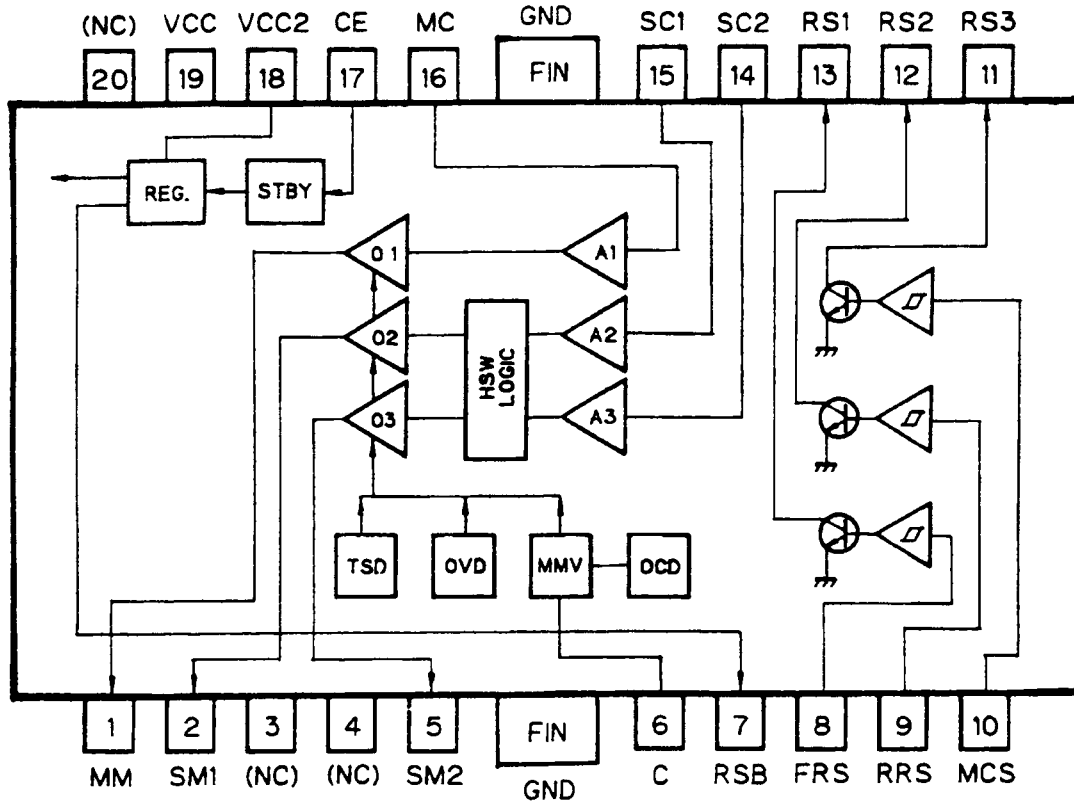 GND
(NC) VCC VCC2 CE MC SC1 SC2 RS1 RS2 RS3
20 19 18 17 16 FIN 15 14 13 12 11
REG. STBY
O1 A1
O2 HSW LOGIC A2
O3 A3
TSD OVD MMV OCD
1 2 3 4 5 FIN 6 7 8 9 10
MM SM1 (NC) (NC) SM2 C RSB FRS RRS MCS
GND